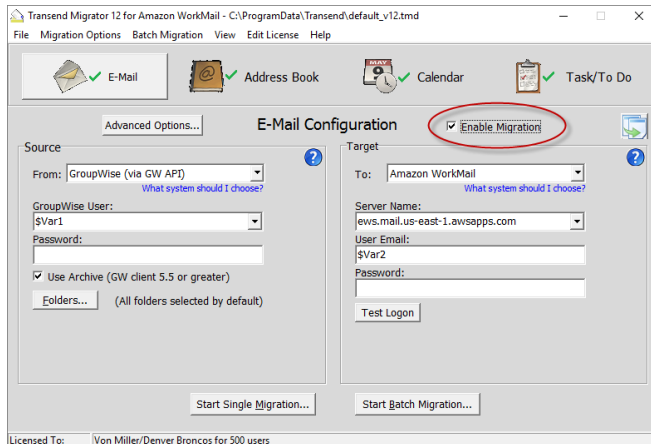 Transend Migrator 12 for Amazon WorkMail - C:\ProgramData\Transend\default_v12.tmd
File Migration Options Batch Migration View Edit License Help
E-Mail Address Book MAY Calendar Task/To Do
Advanced Options... E-Mail Configuration Enable Migration
Source
From: GroupWise (via GW API)
What system should I choose?
GroupWise User:
$Var1
Password:
Use Archive (GW client 5.5 or greater)
Folders... (All folders selected by default)
Target
To: Amazon WorkMail
What system should I choose?
Server Name:
ews.mail.us-east-1.awsapps.com
User Email:
$Var2
Password:
Test Logon
Start Single Migration... Start Batch Migration...
Licensed To: Von Miller/Denver Broncos for 500 users